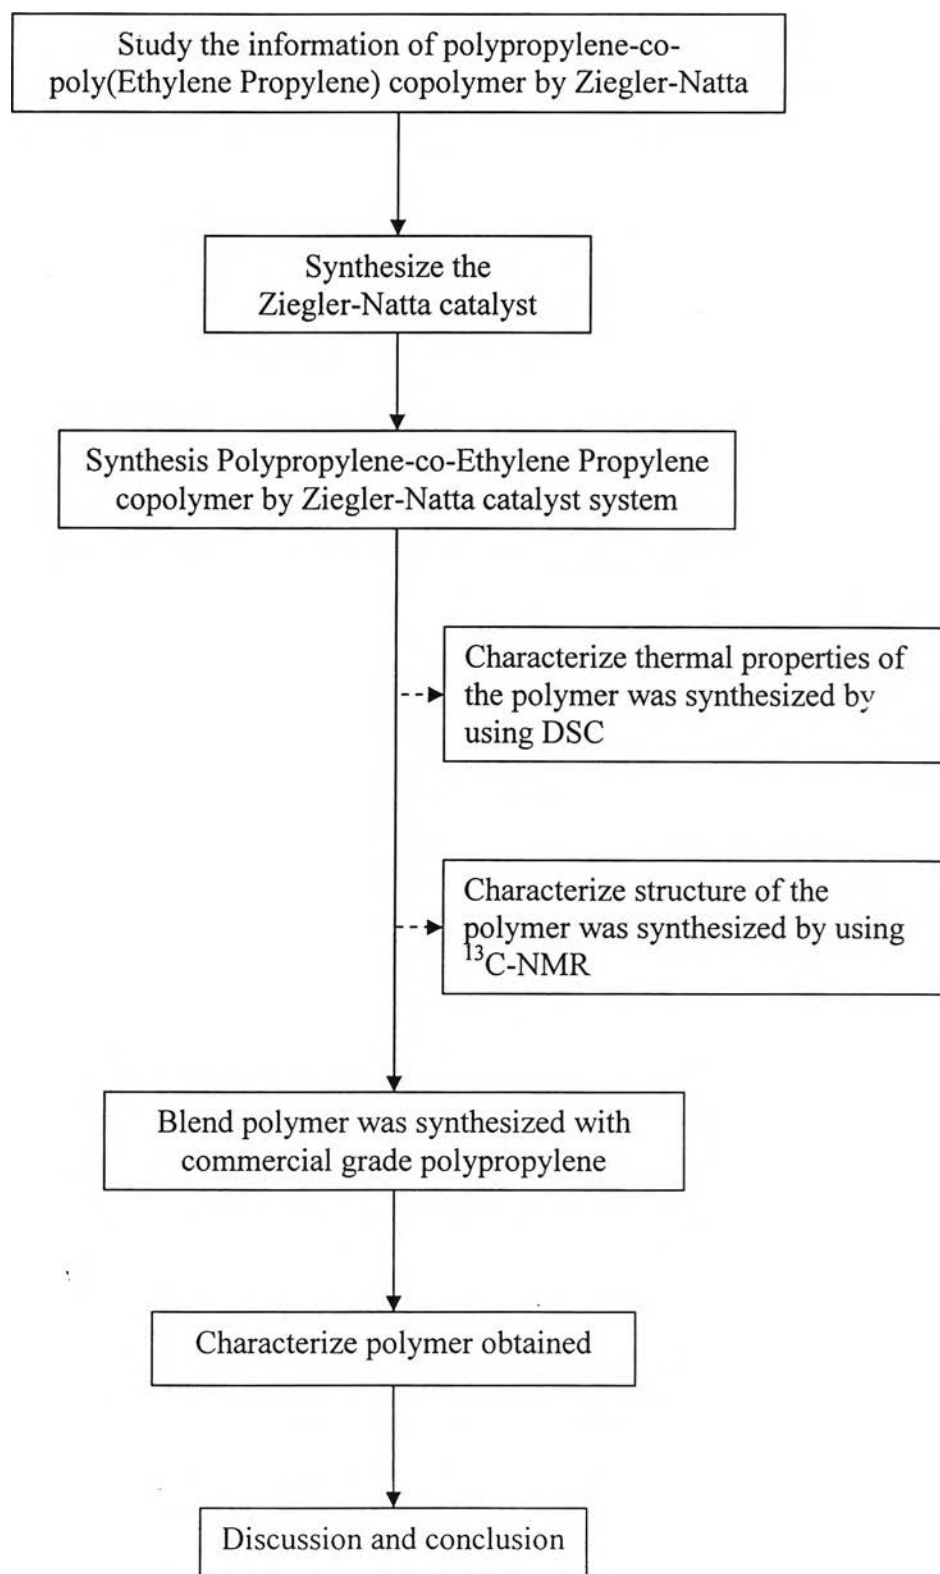 Study the information of polypropylene-co-
poly(Ethylene Propylene) copolymer by Ziegler-Natta
Synthesize the
Ziegler-Natta catalyst
Synthesis Polypropylene-co-Ethylene Propylene
copolymer by Ziegler-Natta catalyst system
Characterize thermal properties of
the polymer was synthesized by
using DSC
Characterize structure of the
polymer was synthesized by using
¹³C-NMR
Blend polymer was synthesized with
commercial grade polypropylene
Characterize polymer obtained
Discussion and conclusion